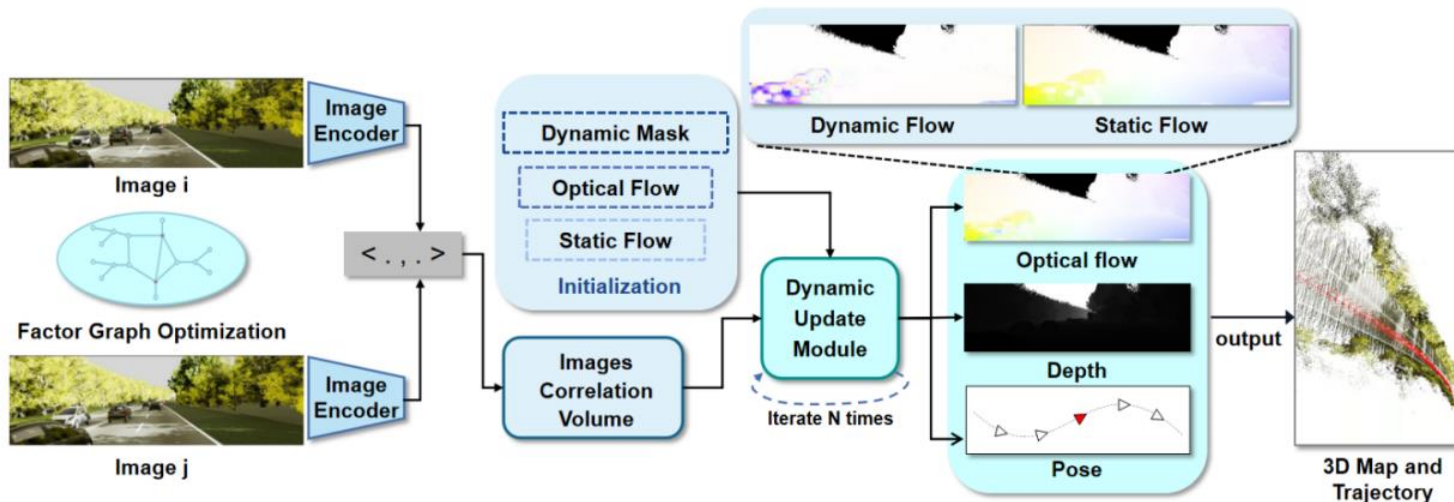 Image
Encoder
Image i
Factor Graph Optimization
Image
Encoder
Image j
< . , . >
Dynamic Mask
Optical Flow
Static Flow
Initialization
Images
Correlation
Volume
Dynamic
Update
Module
Iterate N times
Dynamic Flow
Static Flow
Optical flow
Depth
Pose
output
3D Map and
Trajectory